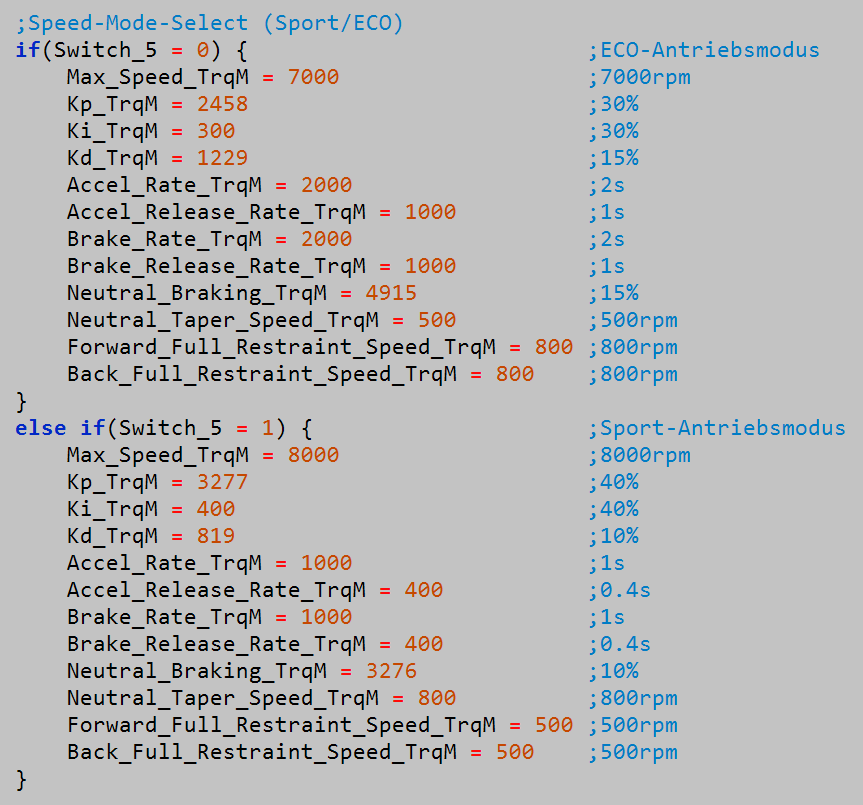 ;Speed-Mode-Select (Sport/ECO)
if(Switch_5 = 0) { ;ECO-Antriebsmodus
Max_Speed_TrqM = 7000 ;7000rpm
Kp_TrqM = 2458 ;30%
Ki_TrqM = 300 ;30%
Kd_TrqM = 1229 ;15%
Accel_Rate_TrqM = 2000 ;2s
Accel_Release_Rate_TrqM = 1000 ;1s
Brake_Rate_TrqM = 2000 ;2s
Brake_Release_Rate_TrqM = 1000 ;1s
Neutral_Braking_TrqM = 4915 ;15%
Neutral_Taper_Speed_TrqM = 500 ;500rpm
Forward_Full_Restraint_Speed_TrqM = 800 ;800rpm
Back_Full_Restraint_Speed_TrqM = 800 ;800rpm
}
else if(Switch_5 = 1) { ;Sport-Antriebsmodus
Max_Speed_TrqM = 8000 ;8000rpm
Kp_TrqM = 3277 ;40%
Ki_TrqM = 400 ;40%
Kd_TrqM = 819 ;10%
Accel_Rate_TrqM = 1000 ;1s
Accel_Release_Rate_TrqM = 400 ;0.4s
Brake_Rate_TrqM = 1000 ;1s
Brake_Release_Rate_TrqM = 400 ;0.4s
Neutral_Braking_TrqM = 3276 ;10%
Neutral_Taper_Speed_TrqM = 800 ;800rpm
Forward_Full_Restraint_Speed_TrqM = 500 ;500rpm
Back_Full_Restraint_Speed_TrqM = 500 ;500rpm
}